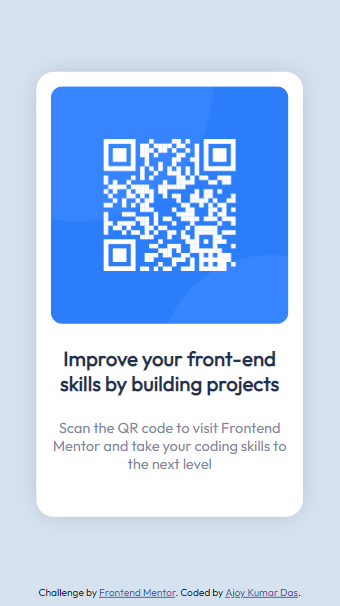 Improve your front-end
skills by building projects
Scan the QR code to visit Frontend
Mentor and take your coding skills to
the next level
Challenge by Frontend Mentor. Coded by Ajoy Kumar Das.